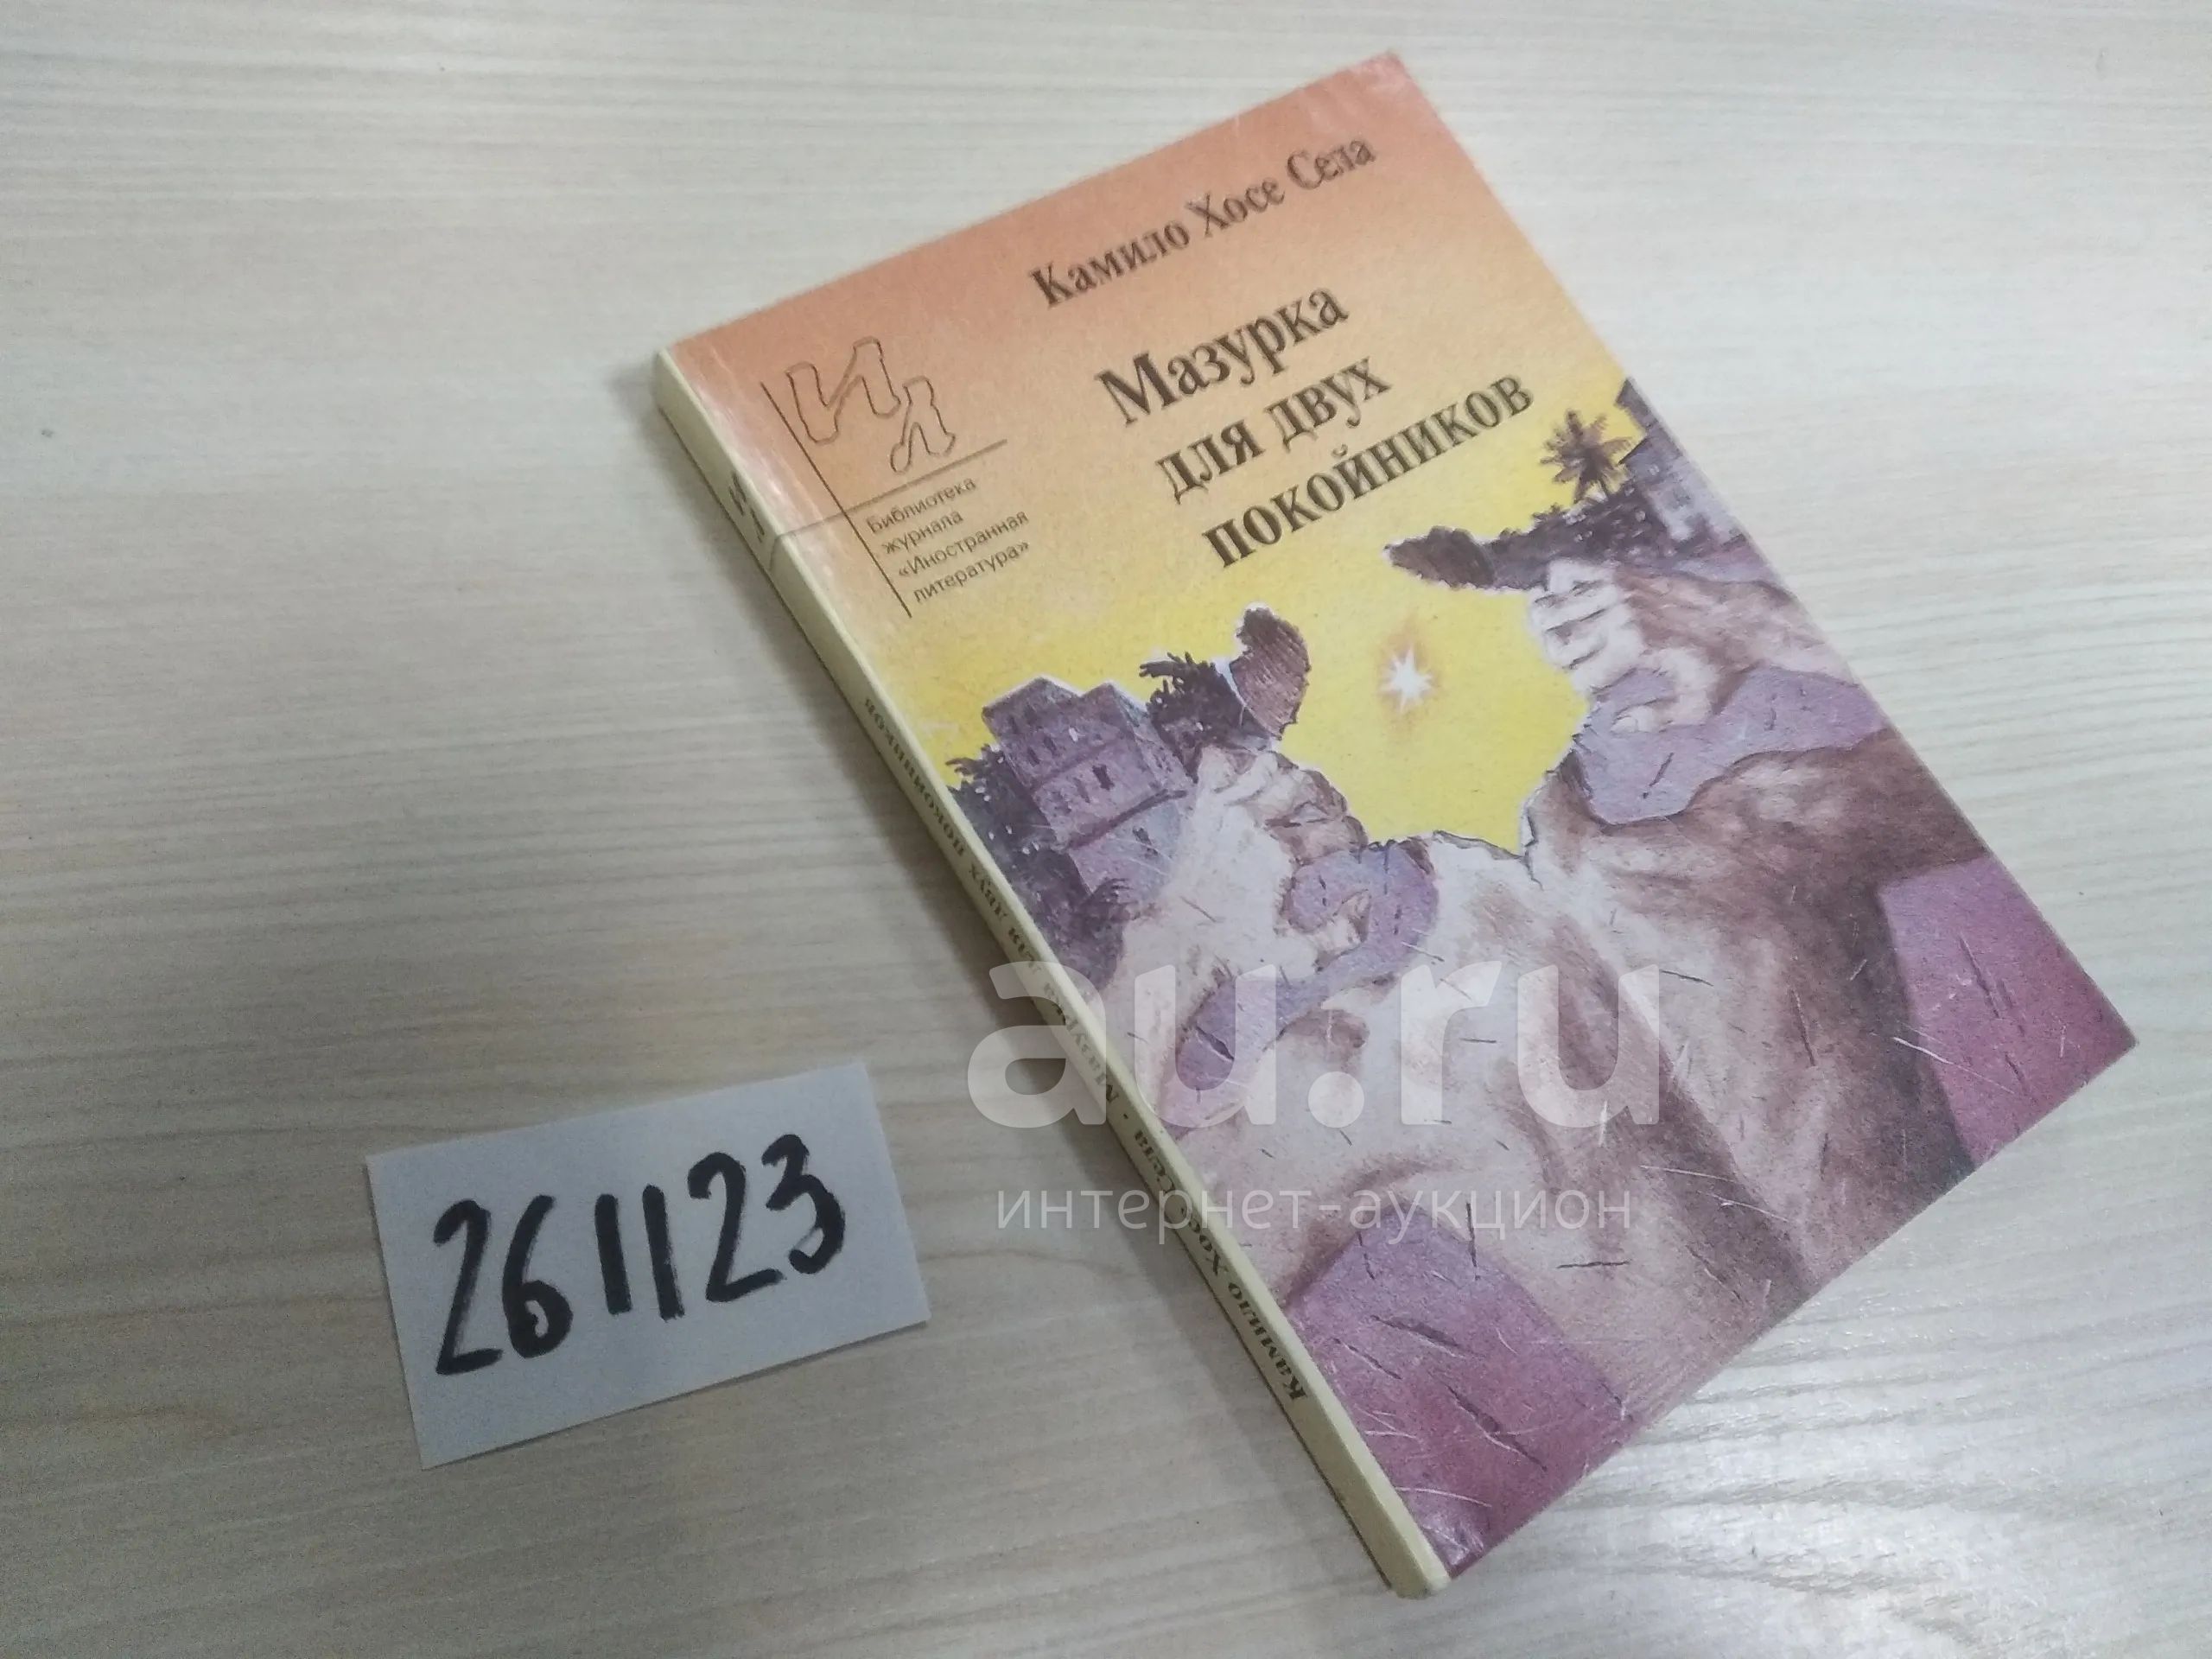 Камило Хосе Села
Мазурка
для двух
покойников
Ил
Библиотека
журнала
«Иностранная
литература»
Ил
Камило Хосе Села · Мазурка для двух покойников
261123
au.ru
интернет-аукцион